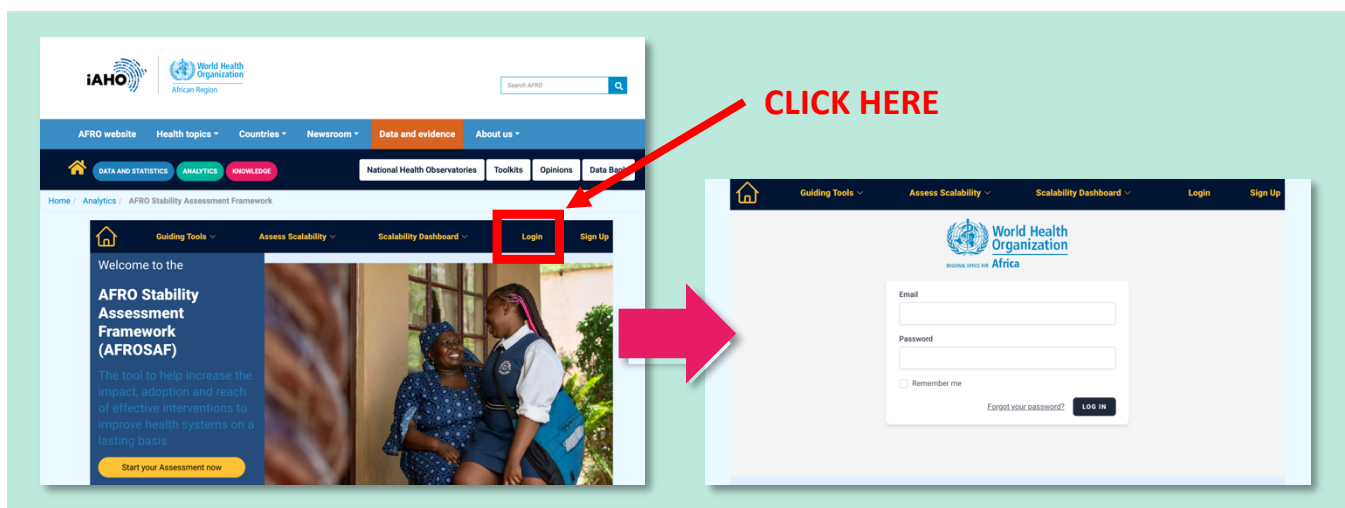 iAHO
World Health
Organization
African Region
Search AFRO
AFRO website Health topics Countries Newsroom Data and evidence About us
DATA AND STATISTICS ANALYTICS KNOWLEDGE National Health Observatories Toolkits Opinions Data Bank
Home / Analytics / AFRO Stability Assessment Framework
Guiding Tools Assess Scalability Scalability Dashboard Login Sign Up
Welcome to the
AFRO Stability
Assessment
Framework
(AFROSAF)
The tool to help increase the
impact, adoption and reach
of effective interventions to
improve health systems on a
lasting basis.
Start your Assessment now
CLICK HERE
Guiding Tools Assess Scalability Scalability Dashboard Login Sign Up
World Health
Organization
REGIONAL OFFICE FOR Africa
Email
Password
Remember me
Forgot your password? LOG IN